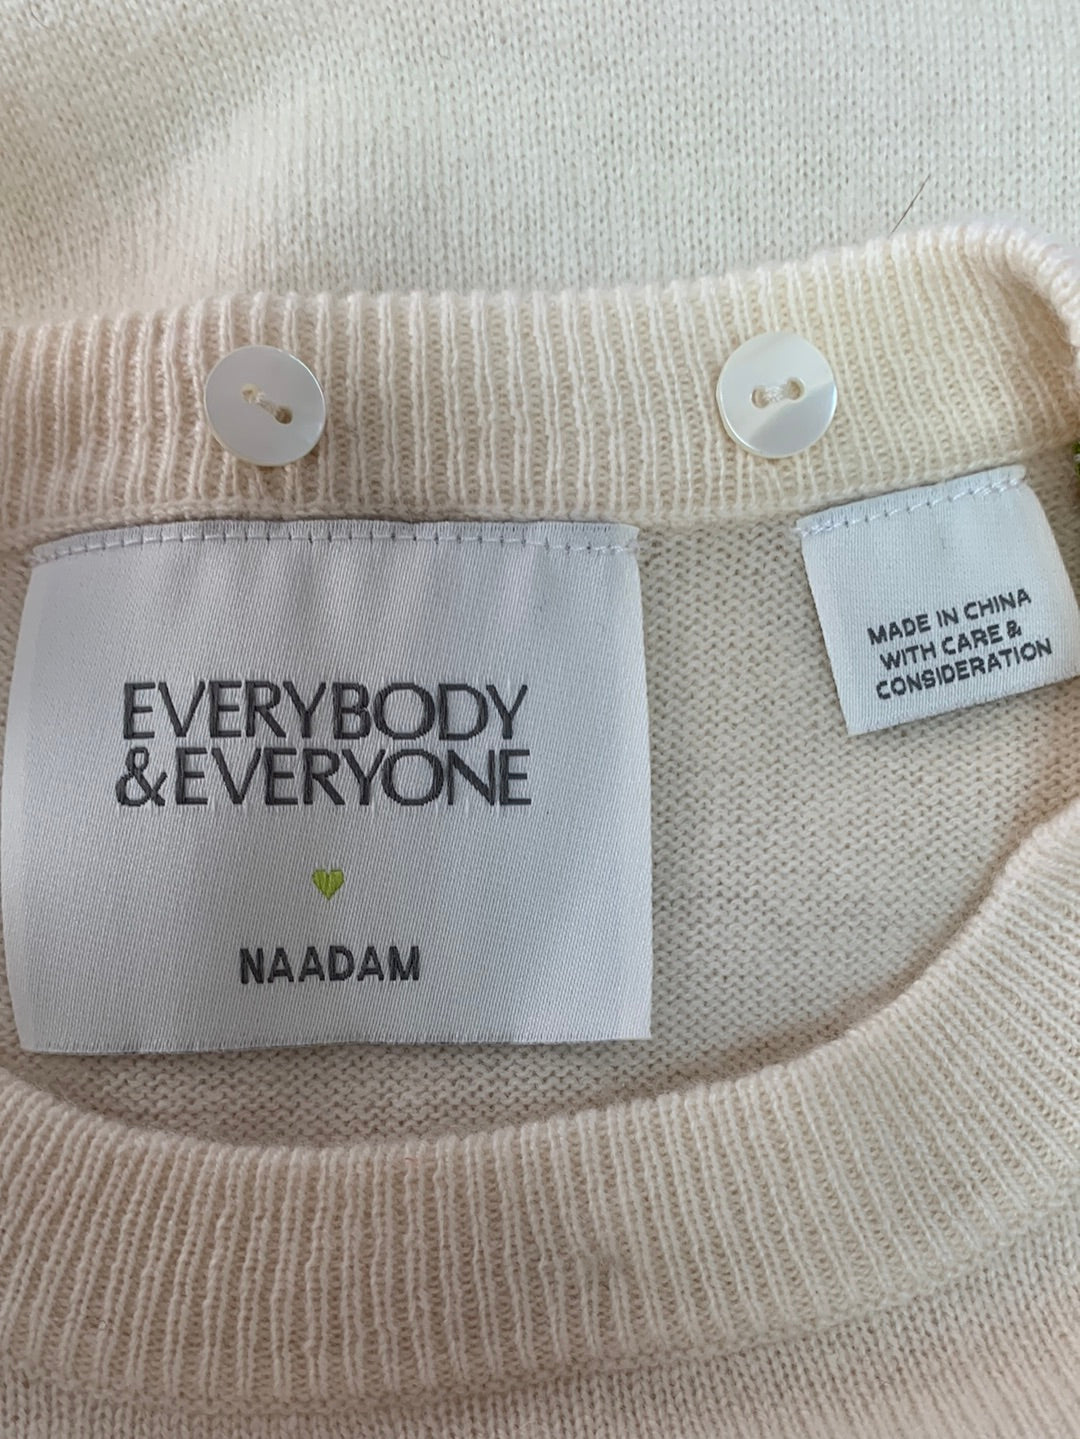 EVERYBODY
&EVERYONE
NAADAM
MADE IN CHINA
WITH CARE &
CONSIDERATION